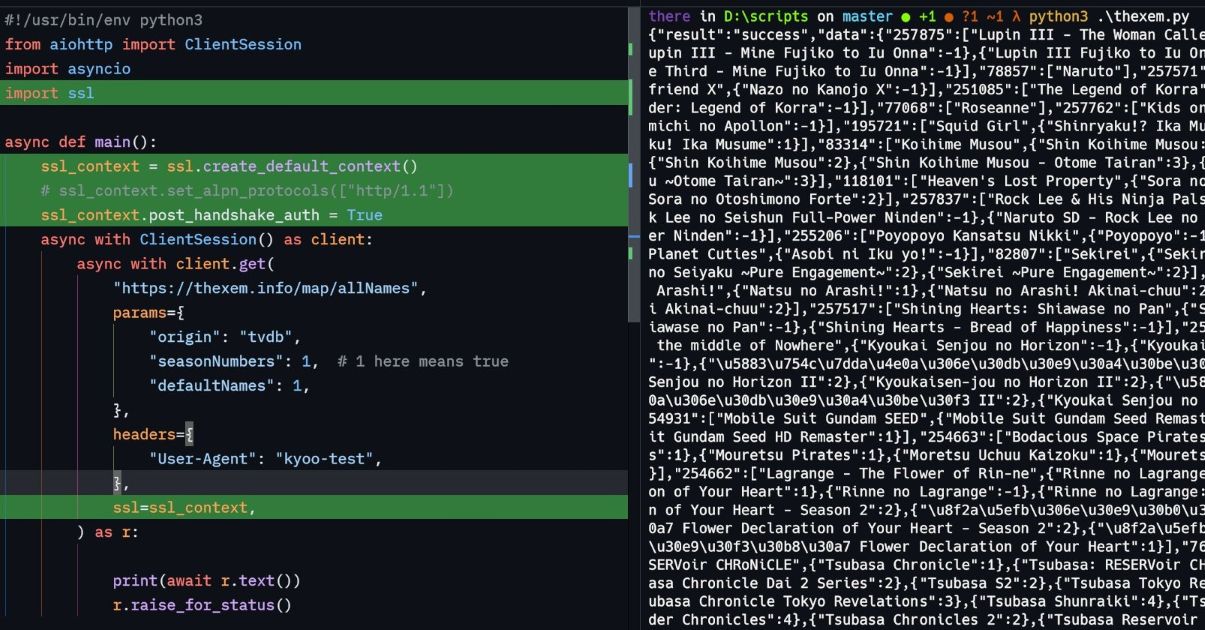 #!/usr/bin/env python3
from aiohttp import ClientSession
import asyncio
import ssl
async def main():
    ssl_context = ssl.create_default_context()
    # ssl_context.set_alpn_protocols(["http/1.1"])
    ssl_context.post_handshake_auth = True
    async with ClientSession() as client:
        async with client.get(
            "https://thexem.info/map/allNames",
            params={
                "origin": "tvdb",
                "seasonNumbers": 1,  # 1 here means true
                "defaultNames": 1,
            },
            headers={
                "User-Agent": "kyoo-test",
            },
            ssl=ssl_context,
        ) as r:
            print(await r.text())
            r.raise_for_status()
there in D:\scripts on master ● +1 ● ?1 ~1 λ python3 .\thexem.py
{"result":"success","data":{"257875":["Lupin III - The Woman Calle
upin III - Mine Fujiko to Iu Onna":-1},{"Lupin III Fujiko to Iu On
e Third - Mine Fujiko to Iu Onna":-1}],"78857":["Naruto"],"257571"
friend X",{"Nazo no Kanojo X":-1}],"251085":["The Legend of Korra"
der: Legend of Korra":-1}],"77068":["Roseanne"],"257762":["Kids on
michi no Apollon":-1}],"195721":["Squid Girl",{"Shinryaku!? Ika Mu
ku! Ika Musume":1}],"83314":["Koihime Musou",{"Shin Koihime Musou:
{"Shin Koihime Musou":2},{"Shin Koihime Musou - Otome Tairan":3},{
u ~Otome Tairan~":3}],"118101":["Heaven's Lost Property",{"Sora no
Sora no Otoshimono Forte":2}],"257837":["Rock Lee & His Ninja Pals
k Lee no Seishun Full-Power Ninden":-1},{"Naruto SD - Rock Lee no
er Ninden":-1}],"255206":["Poyopoyo Kansatsu Nikki",{"Poyopoyo":-1
Planet Cuties",{"Asobi ni Iku yo!":-1}],"82807":["Sekirei",{"Sekir
no Seiyaku ~Pure Engagement~":2},{"Sekirei ~Pure Engagement~":2}],
Arashi!",{"Natsu no Arashi!":1},{"Natsu no Arashi! Akinai-chuu":2
i Akinai-chuu":2}],"257517":["Shining Hearts: Shiawase no Pan",{"S
iawase no Pan":-1},{"Shining Hearts - Bread of Happiness":-1}],"25
the middle of Nowhere",{"Kyoukai Senjou no Horizon":-1},{"Kyoukai
":-1},{"\u5883\u754c\u7dda\u4e0a\u306e\u30db\u30e9\u30a4\u30be\u30
Senjou no Horizon II":2},{"Kyoukaisen-jou no Horizon II":2},{"\u58
0a\u306e\u30db\u30e9\u30a4\u30be\u30f3 II":2},{"Kyoukai Senjou no
54931":["Mobile Suit Gundam SEED",{"Mobile Suit Gundam Seed Remast
it Gundam Seed HD Remaster":1}],"254663":["Bodacious Space Pirates
s":1},{"Mouretsu Pirates":1},{"Moretsu Uchuu Kaizoku":1},{"Mourets
}],"254662":["Lagrange - The Flower of Rin-ne",{"Rinne no Lagrange
on of Your Heart":1},{"Rinne no Lagrange":-1},{"Rinne no Lagrange:
n of Your Heart - Season 2":2},{"\u8f2a\u5efb\u306e\u30e9\u30b0\u3
0a7 Flower Declaration of Your Heart - Season 2":2},{"\u8f2a\u5efb
\u30e9\u30f3\u30b8\u30a7 Flower Declaration of Your Heart":1}],"76
SERVoir CHRoNiCLE",{"Tsubasa Chronicle":1},{"Tsubasa: RESERVoir CH
asa Chronicle Dai 2 Series":2},{"Tsubasa S2":2},{"Tsubasa Tokyo Re
ubasa Chronicle Tokyo Revelations":3},{"Tsubasa Shunraiki":4},{"Ts
der Chronicles":4},{"Tsubasa Chronicles 2":2},{"Tsubasa Reservoir